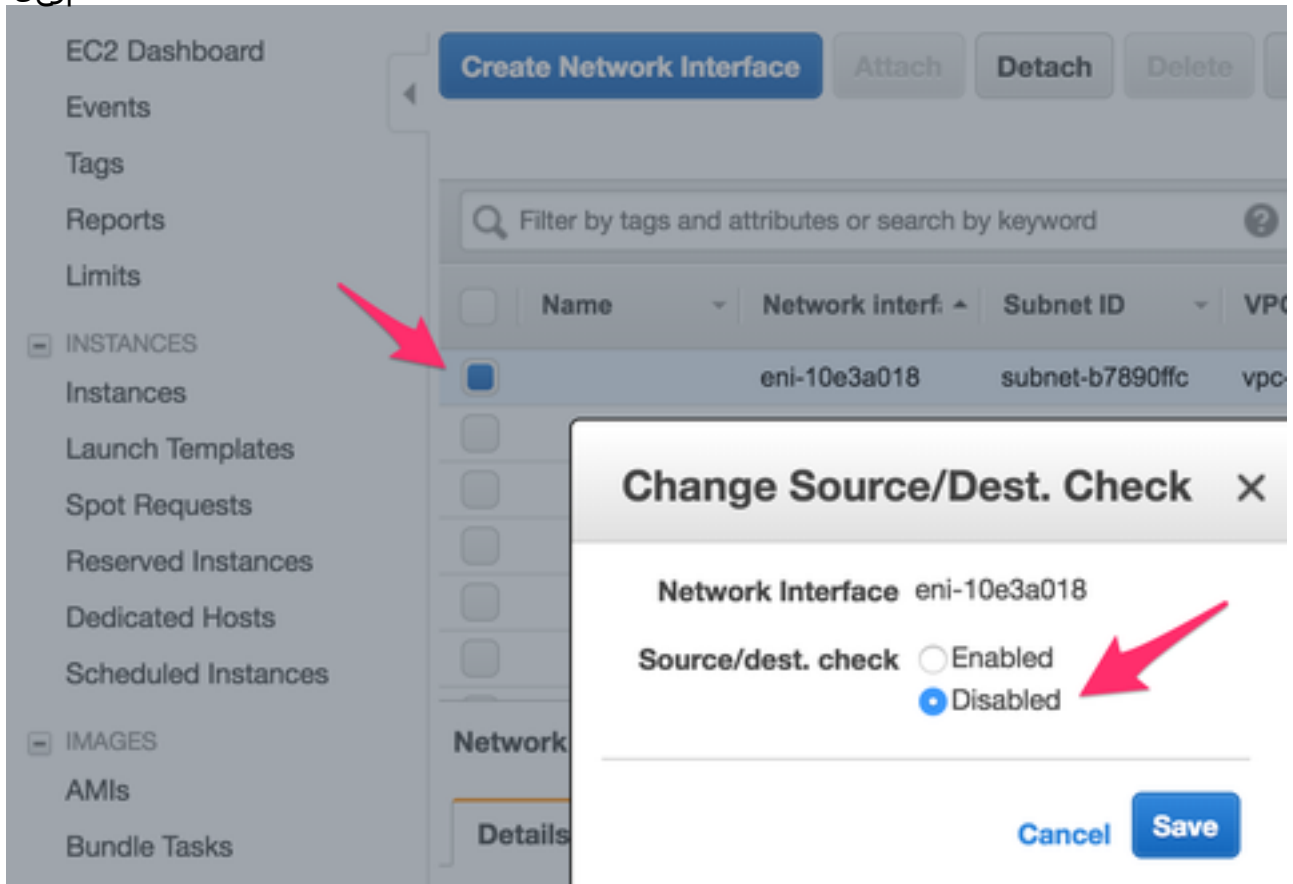 EC2 Dashboard
Events
Tags
Reports
Limits
INSTANCES
Instances
Launch Templates
Spot Requests
Reserved Instances
Dedicated Hosts
Scheduled Instances
IMAGES
AMIs
Bundle Tasks
Create Network Interface Attach Detach Delete
Filter by tags and attributes or search by keyword
Name Network interf Subnet ID VPC
eni-10e3a018 subnet-b7890ffc vpc-
Network
Details
Change Source/Dest. Check
Network Interface eni-10e3a018
Source/dest. check Enabled
Disabled
Cancel Save